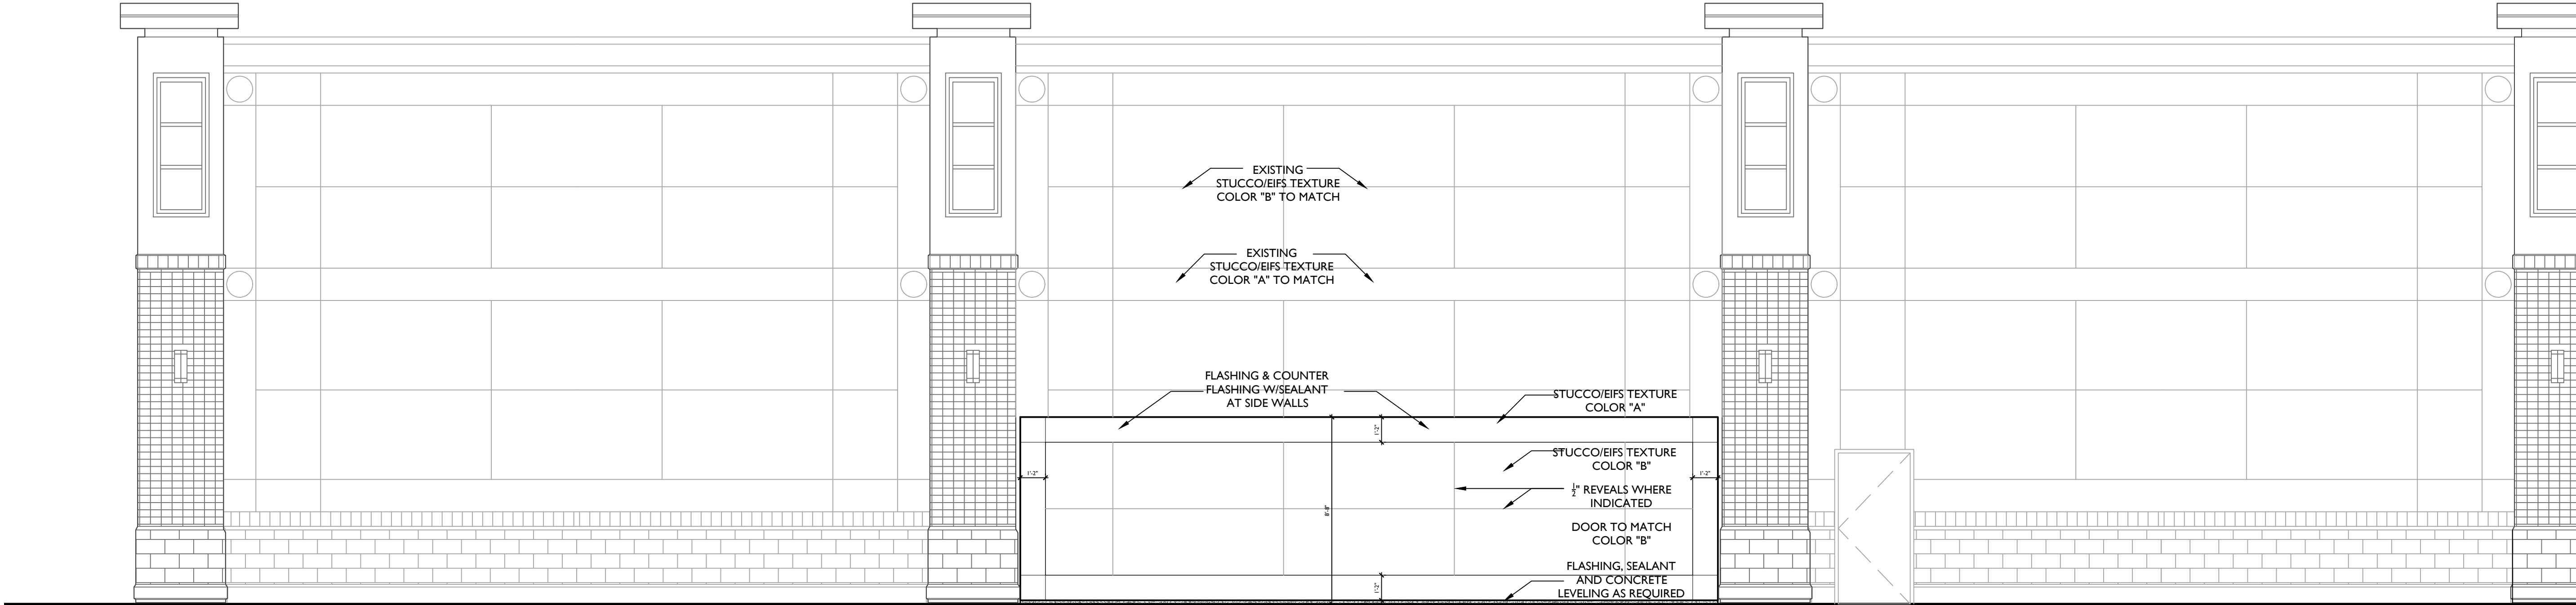 EXISTING
STUCCO/EIFS TEXTURE
COLOR "B" TO MATCH
EXISTING
STUCCO/EIFS TEXTURE
COLOR "A" TO MATCH
FLASHING & COUNTER
FLASHING W/SEALANT
AT SIDE WALLS
STUCCO/EIFS TEXTURE
COLOR "A"
1'-2"
STUCCO/EIFS TEXTURE
COLOR "B"
1'-2"
1'-2"
1/2" REVEALS WHERE
INDICATED
8'-8"
DOOR TO MATCH
COLOR "B"
FLASHING, SEALANT
AND CONCRETE
LEVELING AS REQUIRED
1'-2"